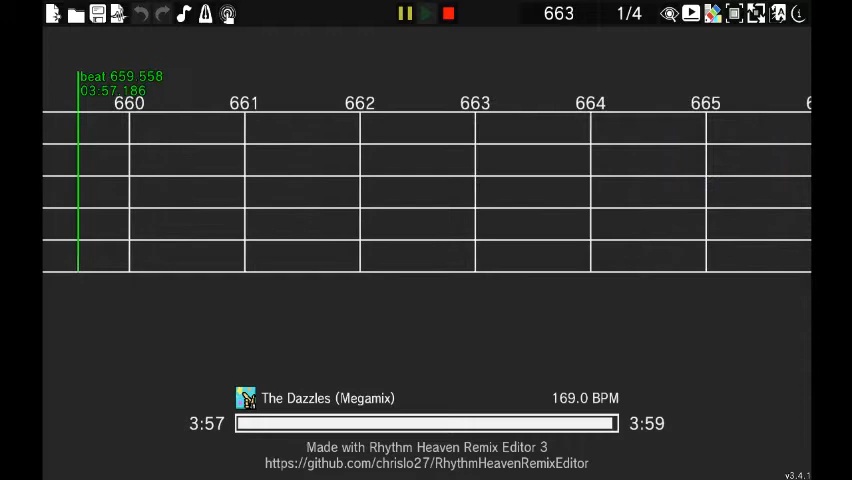 663 1/4
beat 659.558
03:57.186
660 661 662 663 664 665 6
The Dazzles (Megamix) 169.0 BPM
3:57 3:59
Made with Rhythm Heaven Remix Editor 3
https://github.com/chrislo27/RhythmHeavenRemixEditor
v3.4.1